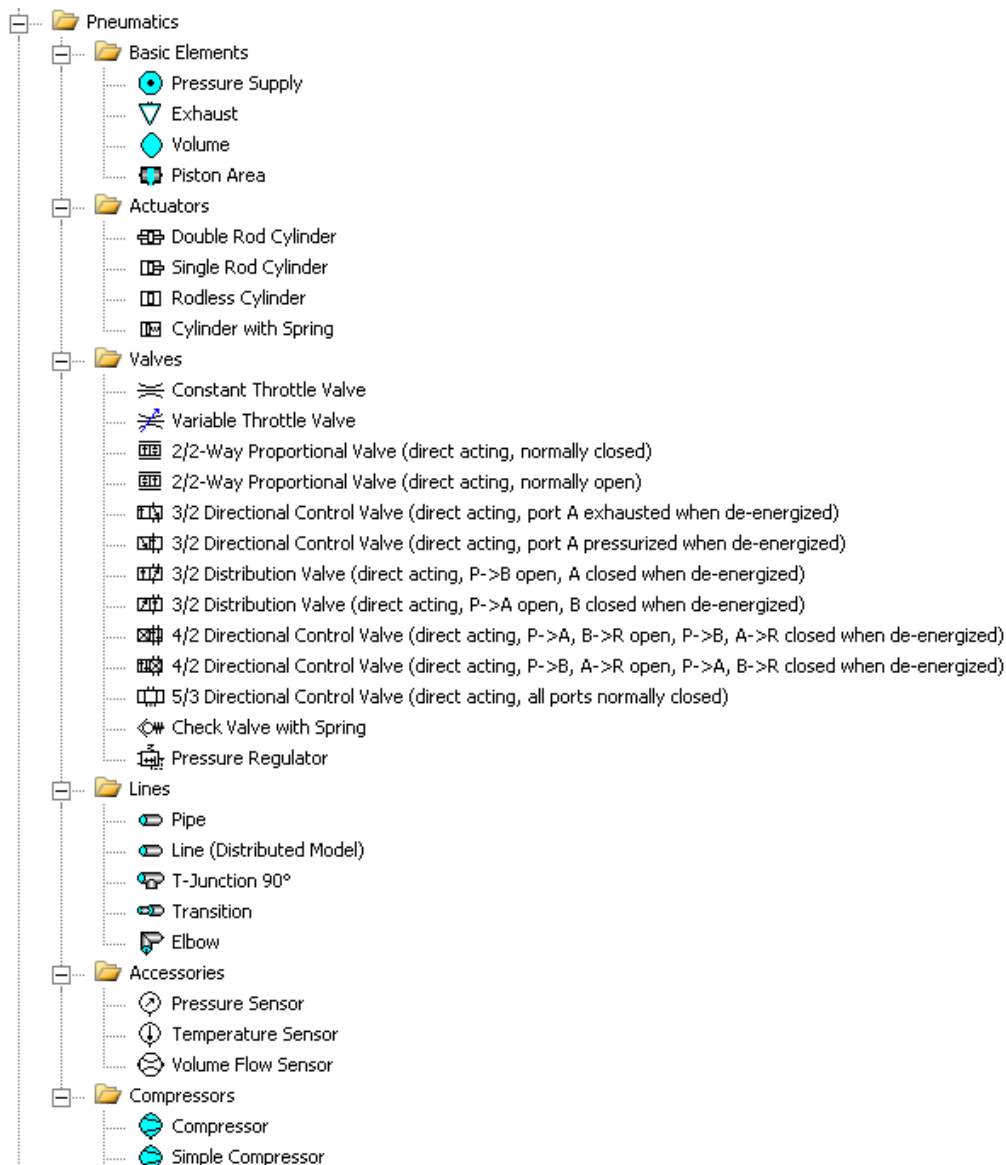 Pneumatics
Basic Elements
Pressure Supply
Exhaust
Volume
Piston Area
Actuators
Double Rod Cylinder
Single Rod Cylinder
Rodless Cylinder
Cylinder with Spring
Valves
Constant Throttle Valve
Variable Throttle Valve
2/2-Way Proportional Valve (direct acting, normally closed)
2/2-Way Proportional Valve (direct acting, normally open)
3/2 Directional Control Valve (direct acting, port A exhausted when de-energized)
3/2 Directional Control Valve (direct acting, port A pressurized when de-energized)
3/2 Distribution Valve (direct acting, P->B open, A closed when de-energized)
3/2 Distribution Valve (direct acting, P->A open, B closed when de-energized)
4/2 Directional Control Valve (direct acting, P->A, B->R open, P->B, A->R closed when de-energized)
4/2 Directional Control Valve (direct acting, P->B, A->R open, P->A, B->R closed when de-energized)
5/3 Directional Control Valve (direct acting, all ports normally closed)
Check Valve with Spring
Pressure Regulator
Lines
Pipe
Line (Distributed Model)
T-Junction 90°
Transition
Elbow
Accessories
Pressure Sensor
Temperature Sensor
Volume Flow Sensor
Compressors
Compressor
Simple Compressor